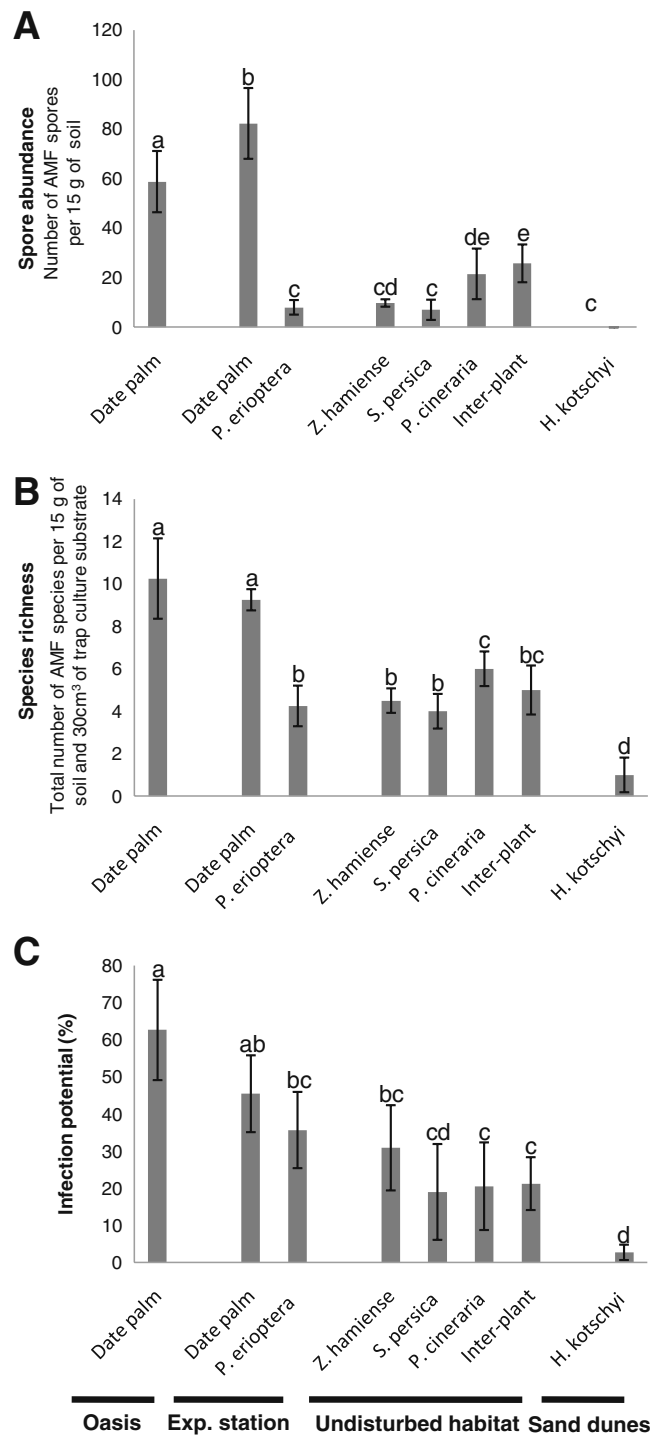 A
Spore abundance
Number of AMF spores
per 15 g of soil
120
100
80
60
40
20
0
a
b
c
cd
c
de
e
c
Date palm
Date palm
P. erioptera
Z. hamiense
S. persica
P. cineraria
Inter-plant
H. kotschyi
B
Species richness
Total number of AMF species per 15 g of
soil and 30cm³ of trap culture substrate
14
12
10
8
6
4
2
0
a
a
b
b
b
c
bc
d
Date palm
Date palm
P. erioptera
Z. hamiense
S. persica
P. cineraria
Inter-plant
H. kotschyi
C
Infection potential (%)
80
70
60
50
40
30
20
10
0
a
ab
bc
bc
cd
c
c
d
Date palm
Date palm
P. erioptera
Z. hamiense
S. persica
P. cineraria
Inter-plant
H. kotschyi
Oasis Exp. station Undisturbed habitat Sand dunes